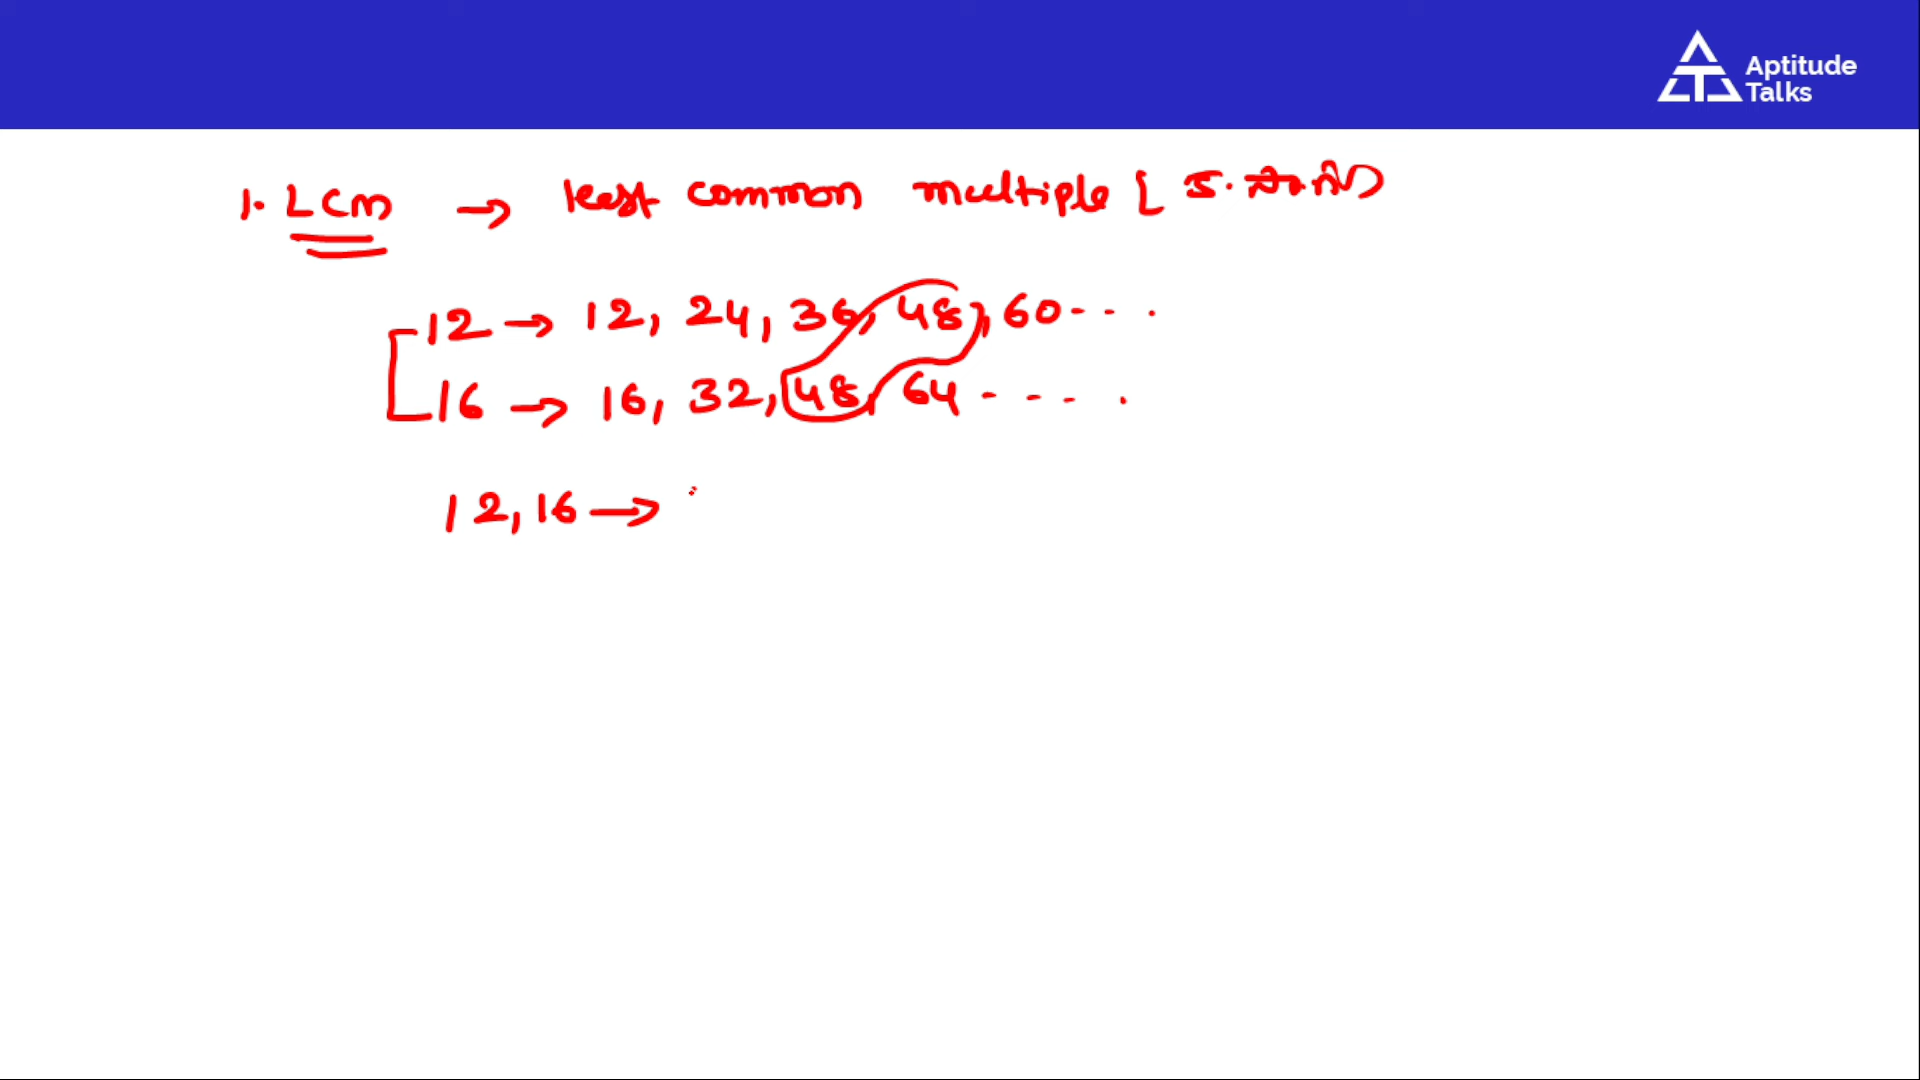 Aptitude
Talks
1. LCM → least common multiple [ క.సా.గు
12 → 12, 24, 36, 48, 60 - - .
16 → 16, 32, 48, 64 - - - .
12, 16 →